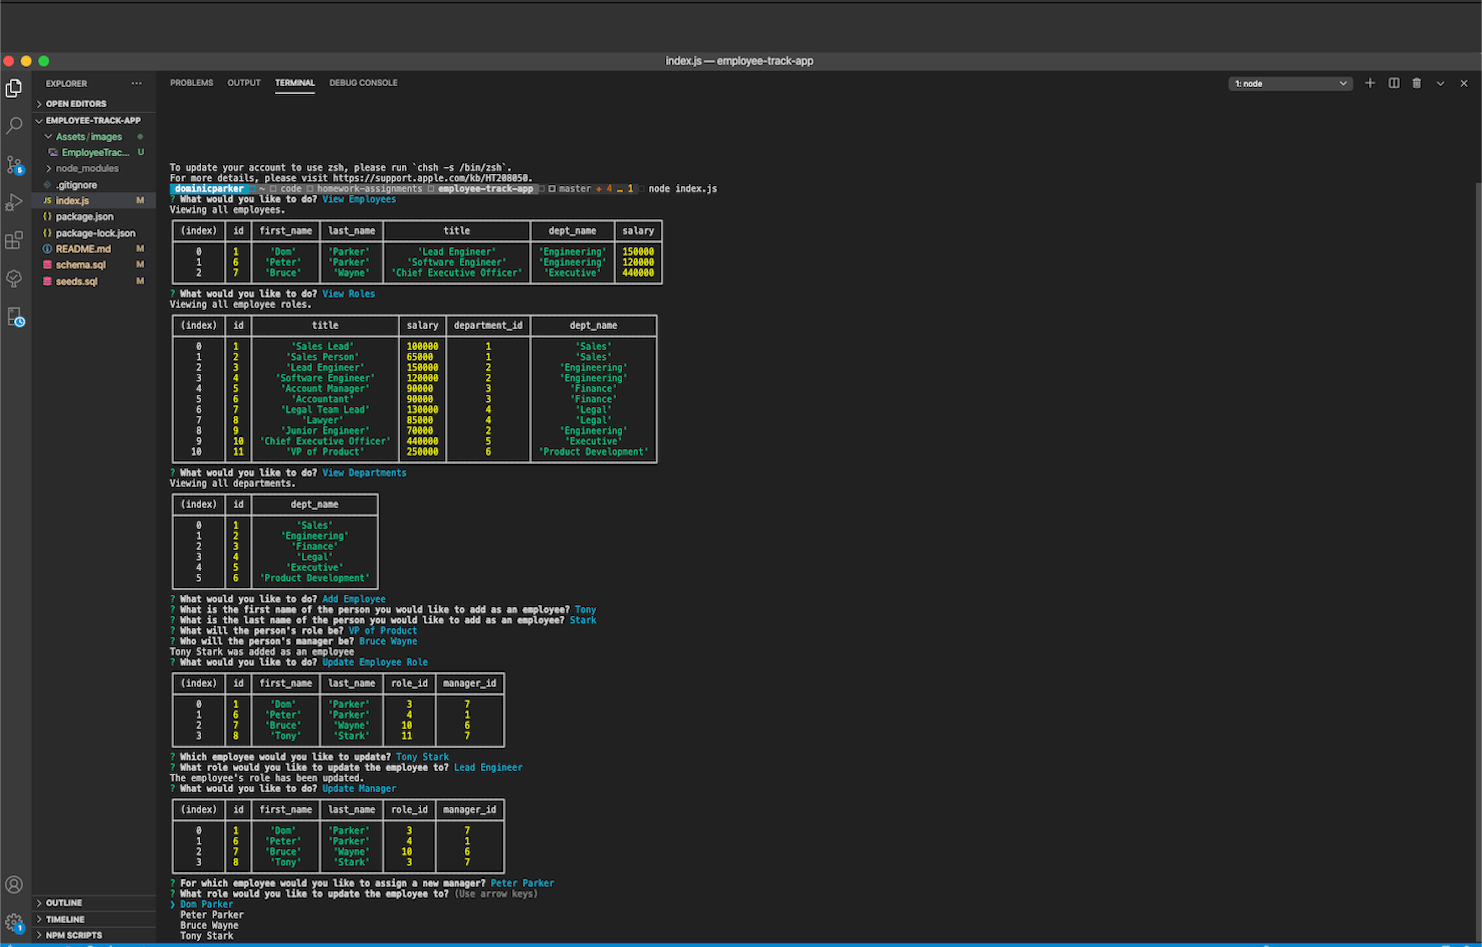 index.js — employee-track-app
EXPLORER ···
PROBLEMS OUTPUT TERMINAL DEBUG CONSOLE
1: node
OPEN EDITORS
EMPLOYEE-TRACK-APP
Assets/images
EmployeeTrac... U
node_modules
.gitignore
JS index.js M
{} package.json
{} package-lock.json
README.md M
schema.sql M
seeds.sql M
OUTLINE
TIMELINE
NPM SCRIPTS
5
1
To update your account to use zsh, please run `chsh -s /bin/zsh`.
For more details, please visit https://support.apple.com/kb/HT208050.
dominicparker ~ code homework-assignments employee-track-app master + 4 … 1 node index.js
? What would you like to do? View Employees
Viewing all employees.
(index) id first_name last_name title dept_name salary
0 1 'Dom' 'Parker' 'Lead Engineer' 'Engineering' 150000
1 6 'Peter' 'Parker' 'Software Engineer' 'Engineering' 120000
2 7 'Bruce' 'Wayne' 'Chief Executive Officer' 'Executive' 440000
? What would you like to do? View Roles
Viewing all employee roles.
(index) id title salary department_id dept_name
0 1 'Sales Lead' 100000 1 'Sales'
1 2 'Sales Person' 65000 1 'Sales'
2 3 'Lead Engineer' 150000 2 'Engineering'
3 4 'Software Engineer' 120000 2 'Engineering'
4 5 'Account Manager' 90000 3 'Finance'
5 6 'Accountant' 90000 3 'Finance'
6 7 'Legal Team Lead' 130000 4 'Legal'
7 8 'Lawyer' 85000 4 'Legal'
8 9 'Junior Engineer' 70000 2 'Engineering'
9 10 'Chief Executive Officer' 440000 5 'Executive'
10 11 'VP of Product' 250000 6 'Product Development'
? What would you like to do? View Departments
Viewing all departments.
(index) id dept_name
0 1 'Sales'
1 2 'Engineering'
2 3 'Finance'
3 4 'Legal'
4 5 'Executive'
5 6 'Product Development'
? What would you like to do? Add Employee
? What is the first name of the person you would like to add as an employee? Tony
? What is the last name of the person you would like to add as an employee? Stark
? What will the person's role be? VP of Product
? Who will the person's manager be? Bruce Wayne
Tony Stark was added as an employee
? What would you like to do? Update Employee Role
(index) id first_name last_name role_id manager_id
0 1 'Dom' 'Parker' 3 7
1 6 'Peter' 'Parker' 4 1
2 7 'Bruce' 'Wayne' 10 6
3 8 'Tony' 'Stark' 11 7
? Which employee would you like to update? Tony Stark
? What role would you like to update the employee to? Lead Engineer
The employee's role has been updated.
? What would you like to do? Update Manager
(index) id first_name last_name role_id manager_id
0 1 'Dom' 'Parker' 3 7
1 6 'Peter' 'Parker' 4 1
2 7 'Bruce' 'Wayne' 10 6
3 8 'Tony' 'Stark' 3 7
? For which employee would you like to assign a new manager? Peter Parker
? What role would you like to update the employee to? (Use arrow keys)
❯ Dom Parker
Peter Parker
Bruce Wayne
Tony Stark